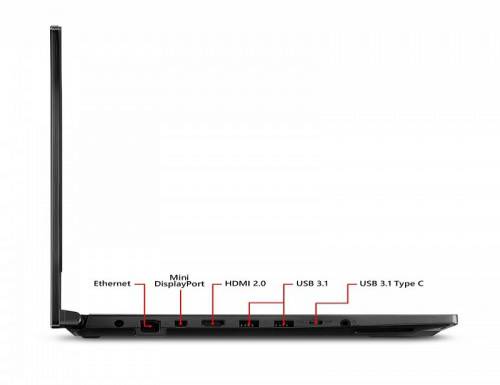 Ethernet
Mini
DisplayPort
HDMI 2.0
USB 3.1
USB 3.1 Type C